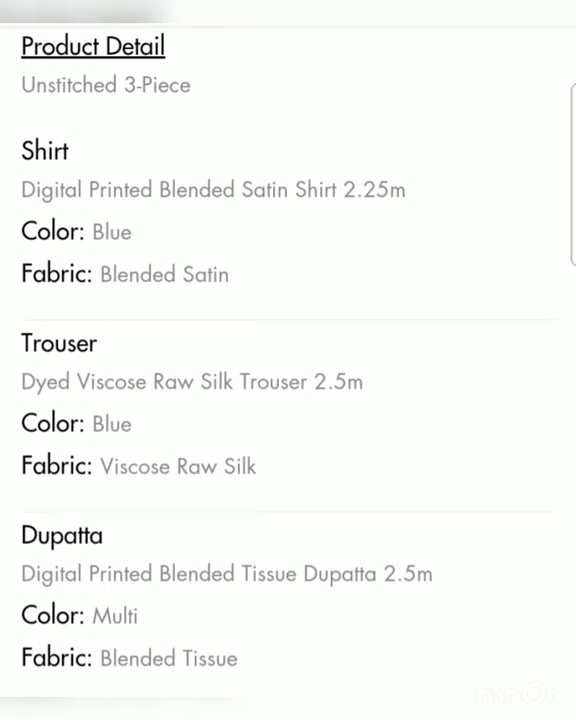 Product Detail
Unstitched 3-Piece
Shirt
Digital Printed Blended Satin Shirt 2.25m
Color: Blue
Fabric: Blended Satin
Trouser
Dyed Viscose Raw Silk Trouser 2.5m
Color: Blue
Fabric: Viscose Raw Silk
Dupatta
Digital Printed Blended Tissue Dupatta 2.5m
Color: Multi
Fabric: Blended Tissue